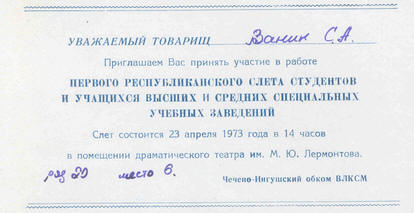 УВАЖАЕМЫЙ ТОВАРИЩ Ванин С.А.
Приглашаем Вас принять участие в работе
ПЕРВОГО РЕСПУБЛИКАНСКОГО СЛЕТА СТУДЕНТОВ
И УЧАЩИХСЯ ВЫСШИХ И СРЕДНИХ СПЕЦИАЛЬНЫХ
УЧЕБНЫХ ЗАВЕДЕНИЙ
Слет состоится 23 апреля 1973 года в 14 часов
в помещении драматического театра им. М. Ю. Лермонтова.
ряд 20 место 6.
Чечено-Ингушский обком ВЛКСМ